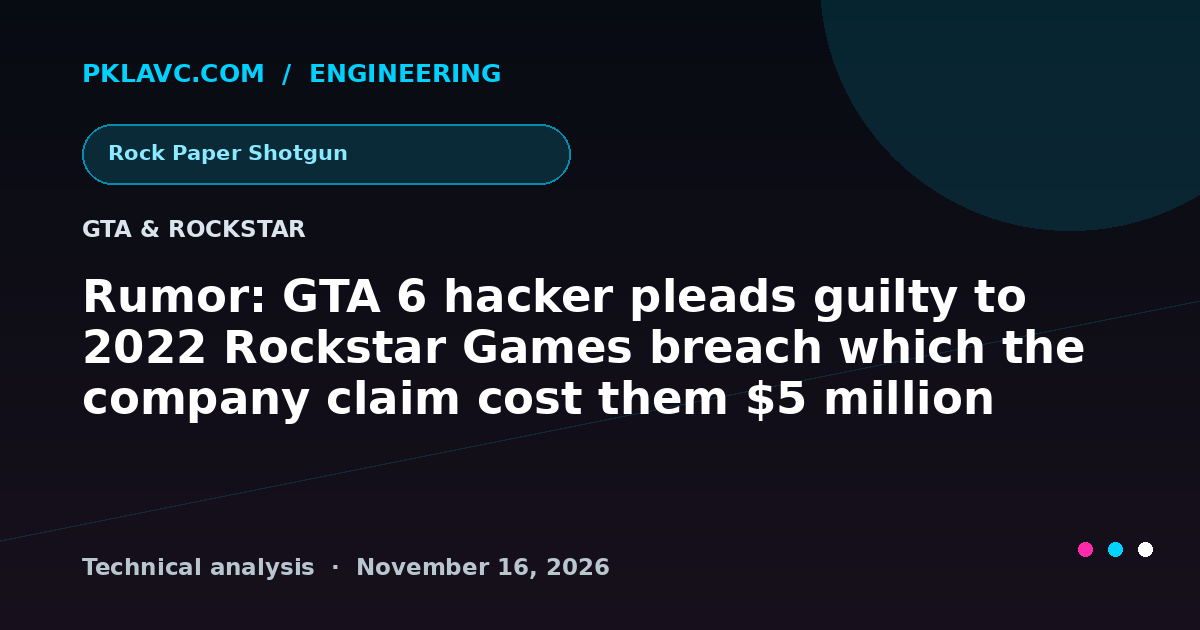 PKLAVC.COM / ENGINEERING
Rock Paper Shotgun
GTA & ROCKSTAR
Rumor: GTA 6 hacker pleads guilty to
2022 Rockstar Games breach which the
company claim cost them $5 million
Technical analysis · November 16, 2026